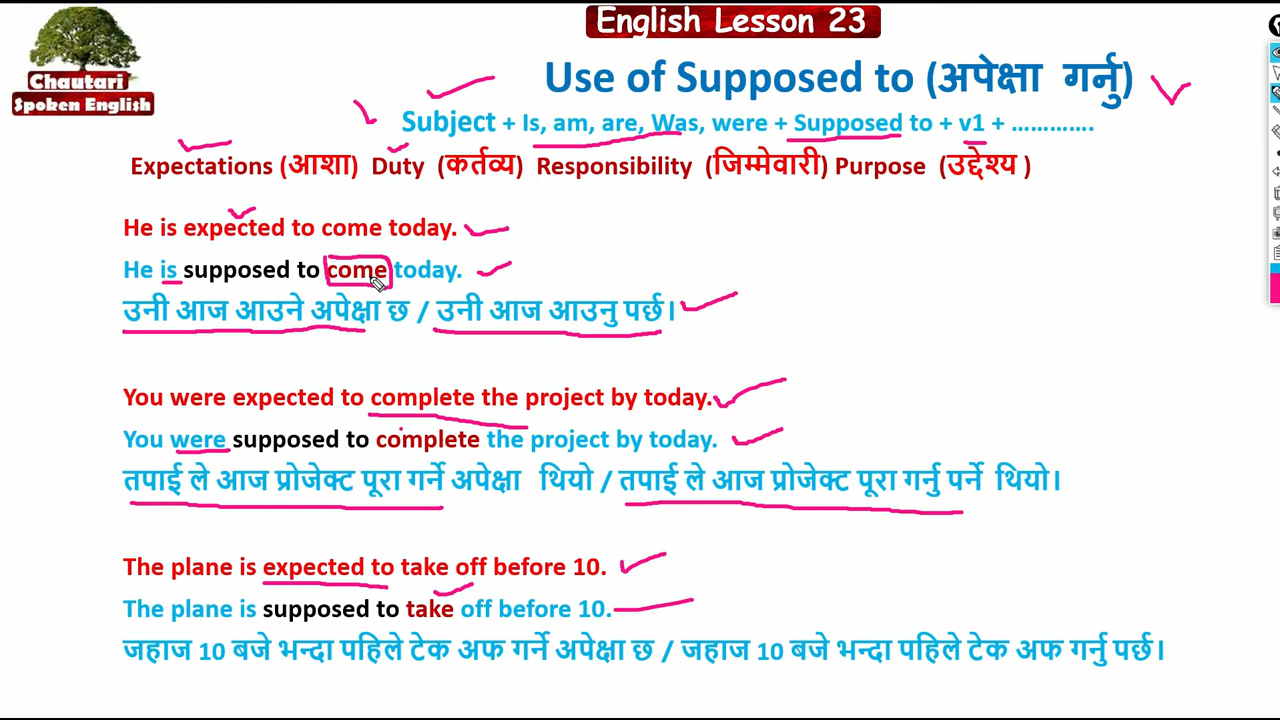 English Lesson 23
Chautari
Spoken English
Use of Supposed to (अपेक्षा गर्नु)
Subject + Is, am, are, Was, were + Supposed to + v1 + ………….
Expectations (आशा) Duty (कर्तव्य) Responsibility (जिम्मेवारी) Purpose (उद्देश्य )
He is expected to come today.
He is supposed to come today.
उनी आज आउने अपेक्षा छ / उनी आज आउनु पर्छ।
You were expected to complete the project by today.
You were supposed to complete the project by today.
तपाई ले आज प्रोजेक्ट पूरा गर्ने अपेक्षा थियो / तपाई ले आज प्रोजेक्ट पूरा गर्नु पर्ने थियो।
The plane is expected to take off before 10.
The plane is supposed to take off before 10.
जहाज 10 बजे भन्दा पहिले टेक अफ गर्ने अपेक्षा छ / जहाज 10 बजे भन्दा पहिले टेक अफ गर्नु पर्छ।